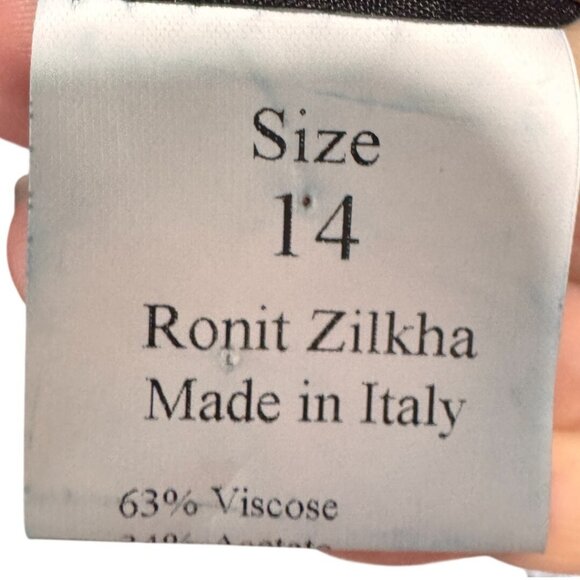 Size
14
Ronit Zilkha
Made in Italy
63% Viscose